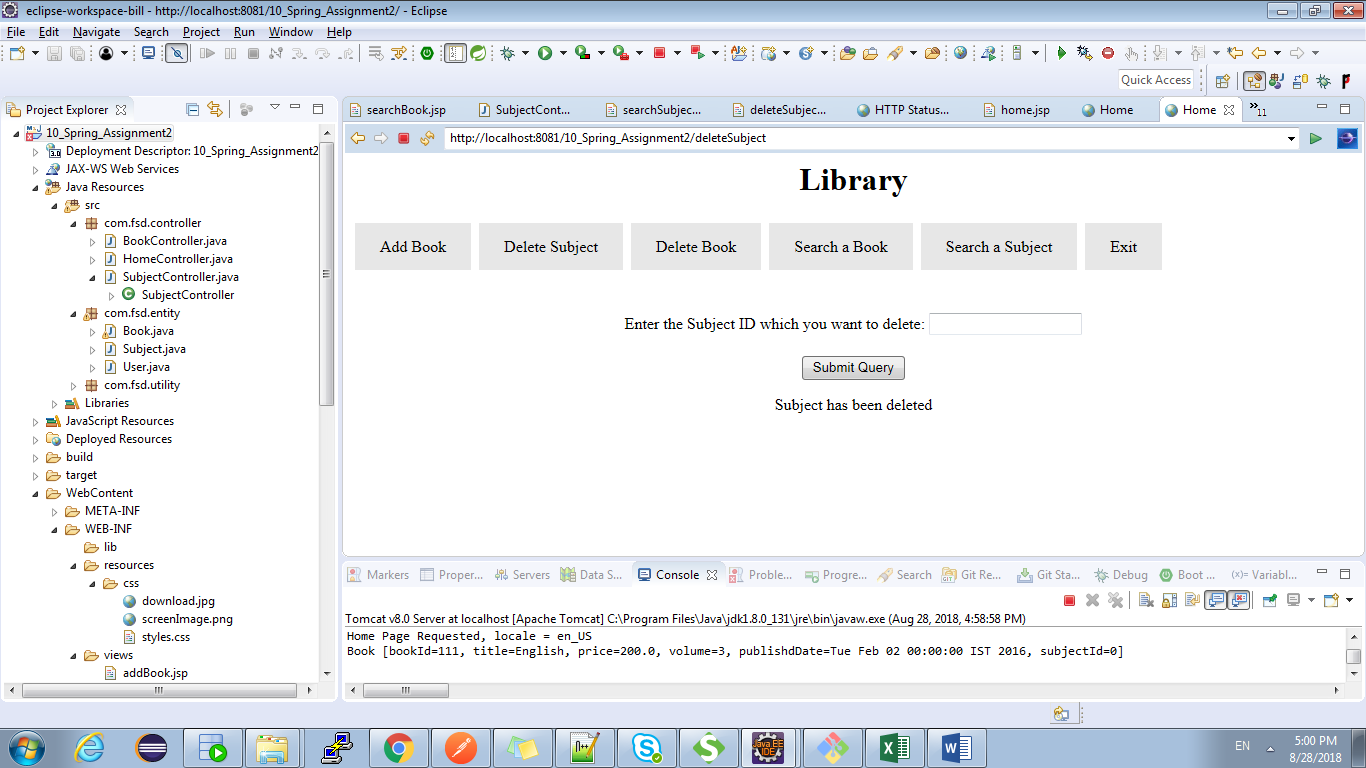 eclipse-workspace-bill - http://localhost:8081/10_Spring_Assignment2/ - Eclipse
File Edit Navigate Search Project Run Window Help
Quick Access
Project Explorer
searchBook.jsp SubjectCont... searchSubjec... deleteSubjec... HTTP Status... home.jsp Home Home »11
http://localhost:8081/10_Spring_Assignment2/deleteSubject
10_Spring_Assignment2
Deployment Descriptor: 10_Spring_Assignment2
JAX-WS Web Services
Java Resources
src
com.fsd.controller
BookController.java
HomeController.java
SubjectController.java
SubjectController
com.fsd.entity
Book.java
Subject.java
User.java
com.fsd.utility
Libraries
JavaScript Resources
Deployed Resources
build
target
WebContent
META-INF
WEB-INF
lib
resources
css
download.jpg
screenImage.png
styles.css
views
addBook.jsp
Library
Add Book Delete Subject Delete Book Search a Book Search a Subject Exit
Enter the Subject ID which you want to delete:
Submit Query
Subject has been deleted
Markers Proper... Servers Data S... Console Proble... Progre... Search Git Re... Git Sta... Debug Boot ... (x)= Variabl...
Tomcat v8.0 Server at localhost [Apache Tomcat] C:\Program Files\Java\jdk1.8.0_131\jre\bin\javaw.exe (Aug 28, 2018, 4:58:58 PM)
Home Page Requested, locale = en_US
Book [bookId=111, title=English, price=200.0, volume=3, publishdDate=Tue Feb 02 00:00:00 IST 2016, subjectId=0]
Java EE
IDE
EN
5:00 PM
8/28/2018